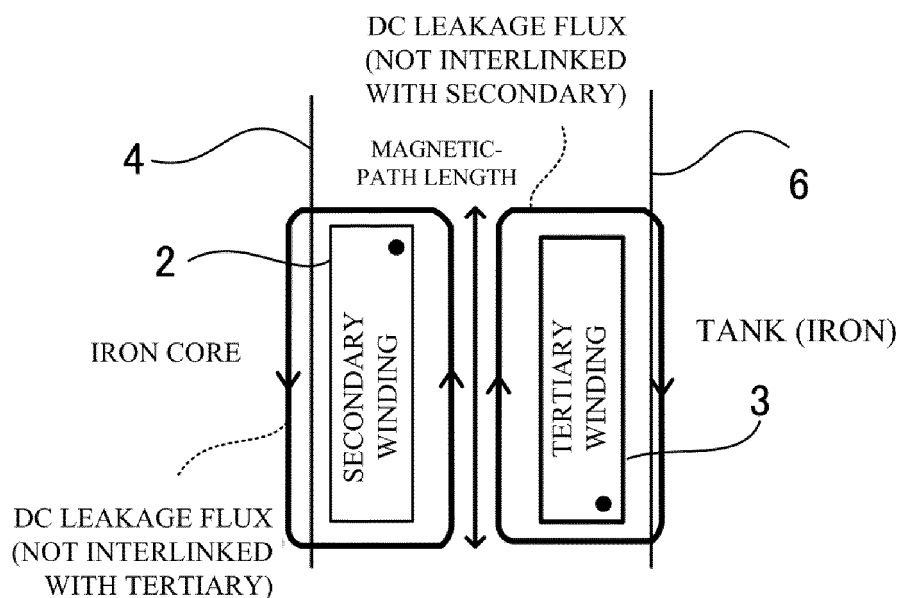 DC LEAKAGE FLUX
(NOT INTERLINKED
WITH SECONDARY)
4
MAGNETIC-
PATH LENGTH
6
2
SECONDARY
WINDING
TERTIARY
WINDING
IRON CORE
TANK (IRON)
3
DC LEAKAGE FLUX
(NOT INTERLINKED
WITH TERTIARY)